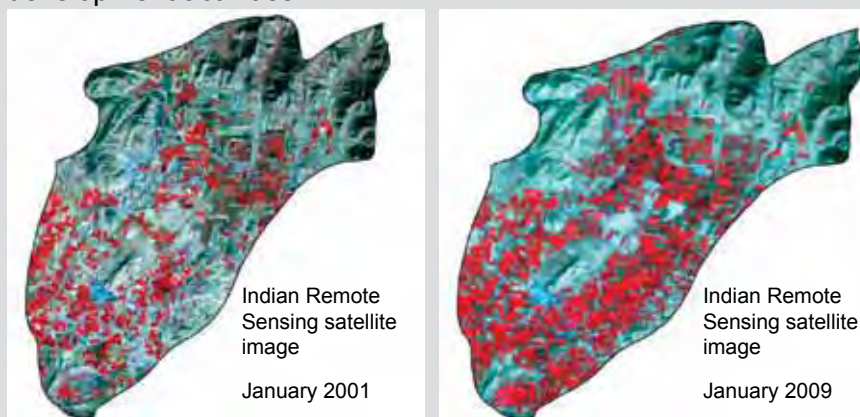 Indian Remote
Sensing satellite
image
January 2001
Indian Remote
Sensing satellite
image
January 2009